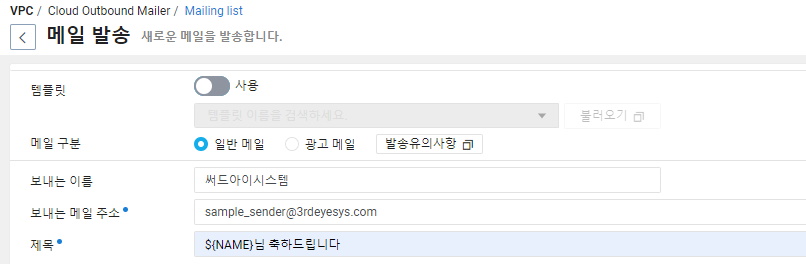 VPC / Cloud Outbound Mailer / Mailing list
메일 발송 새로운 메일을 발송합니다.
템플릿 사용
템플릿 이름을 검색하세요. 불러오기
메일 구분 일반 메일 광고 메일 발송유의사항
보내는 이름 써드아이시스템
보내는 메일 주소 sample_sender@3rdeyesys.com
제목 ${NAME}님 축하드립니다